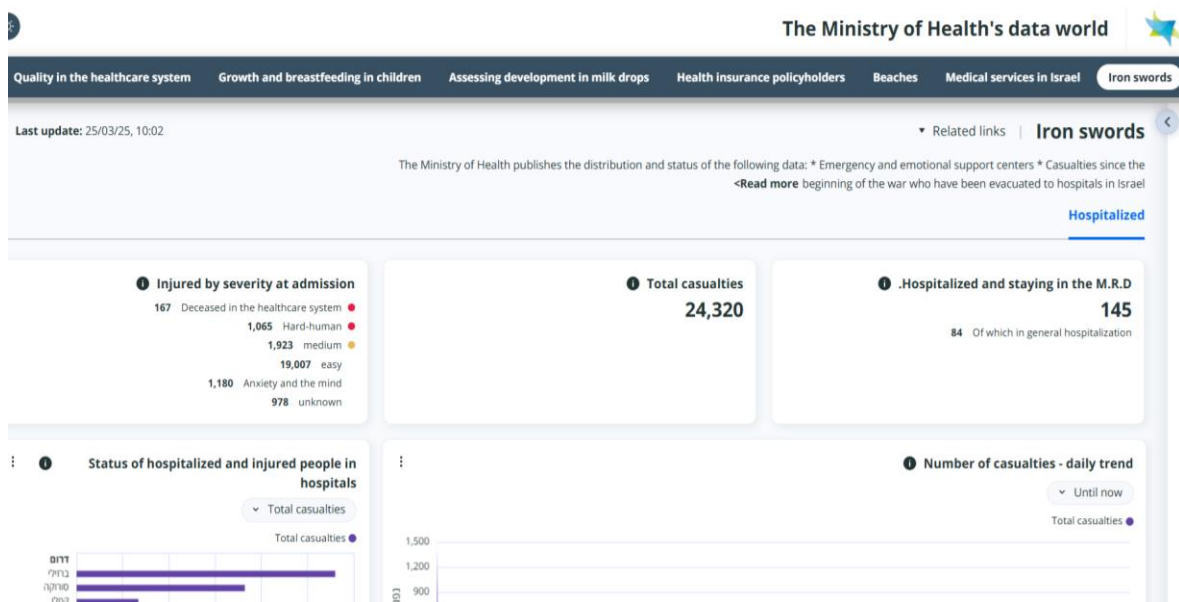 The Ministry of Health's data world
Quality in the healthcare system Growth and breastfeeding in children Assessing development in milk drops Health insurance policyholders Beaches Medical services in Israel Iron swords
Last update: 25/03/25, 10:02
Related links | Iron swords
The Ministry of Health publishes the distribution and status of the following data: * Emergency and emotional support centers * Casualties since the
<Read more beginning of the war who have been evacuated to hospitals in Israel
Hospitalized
Injured by severity at admission
167 Deceased in the healthcare system
1,065 Hard-human
1,923 medium
19,007 easy
1,180 Anxiety and the mind
978 unknown
Total casualties
24,320
.Hospitalized and staying in the M.R.D
145
84 Of which in general hospitalization
Status of hospitalized and injured people in
hospitals
Total casualties
Total casualties
דרום
ברזילי
סורוקה
Number of casualties - daily trend
Until now
Total casualties
1,500
1,200
900